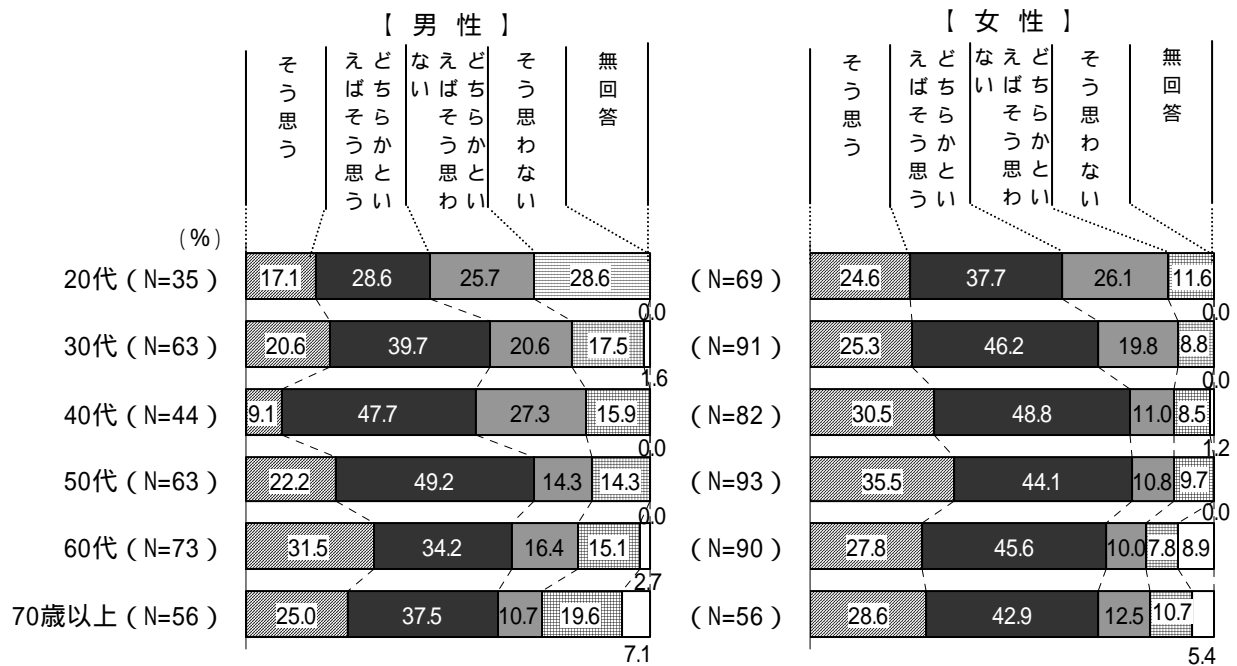 【 男 性 】
そう思う
どちらかとい
えばそう思う
どちらかとい
えばそう思わ
ない
そう思わない
無回答
【 女 性 】
そう思う
どちらかとい
えばそう思う
どちらかとい
えばそう思わ
ない
そう思わない
無回答
(%)
20代 ( N=35 ) 17.1 28.6 25.7 28.6 0.0
30代 ( N=63 ) 20.6 39.7 20.6 17.5 1.6
40代 ( N=44 ) 9.1 47.7 27.3 15.9 0.0
50代 ( N=63 ) 22.2 49.2 14.3 14.3 0.0
60代 ( N=73 ) 31.5 34.2 16.4 15.1 2.7
70歳以上 ( N=56 ) 25.0 37.5 10.7 19.6 7.1
( N=69 ) 24.6 37.7 26.1 11.6 0.0
( N=91 ) 25.3 46.2 19.8 8.8 0.0
( N=82 ) 30.5 48.8 11.0 8.5 1.2
( N=93 ) 35.5 44.1 10.8 9.7 0.0
( N=90 ) 27.8 45.6 10.0 7.8 8.9
( N=56 ) 28.6 42.9 12.5 10.7 5.4